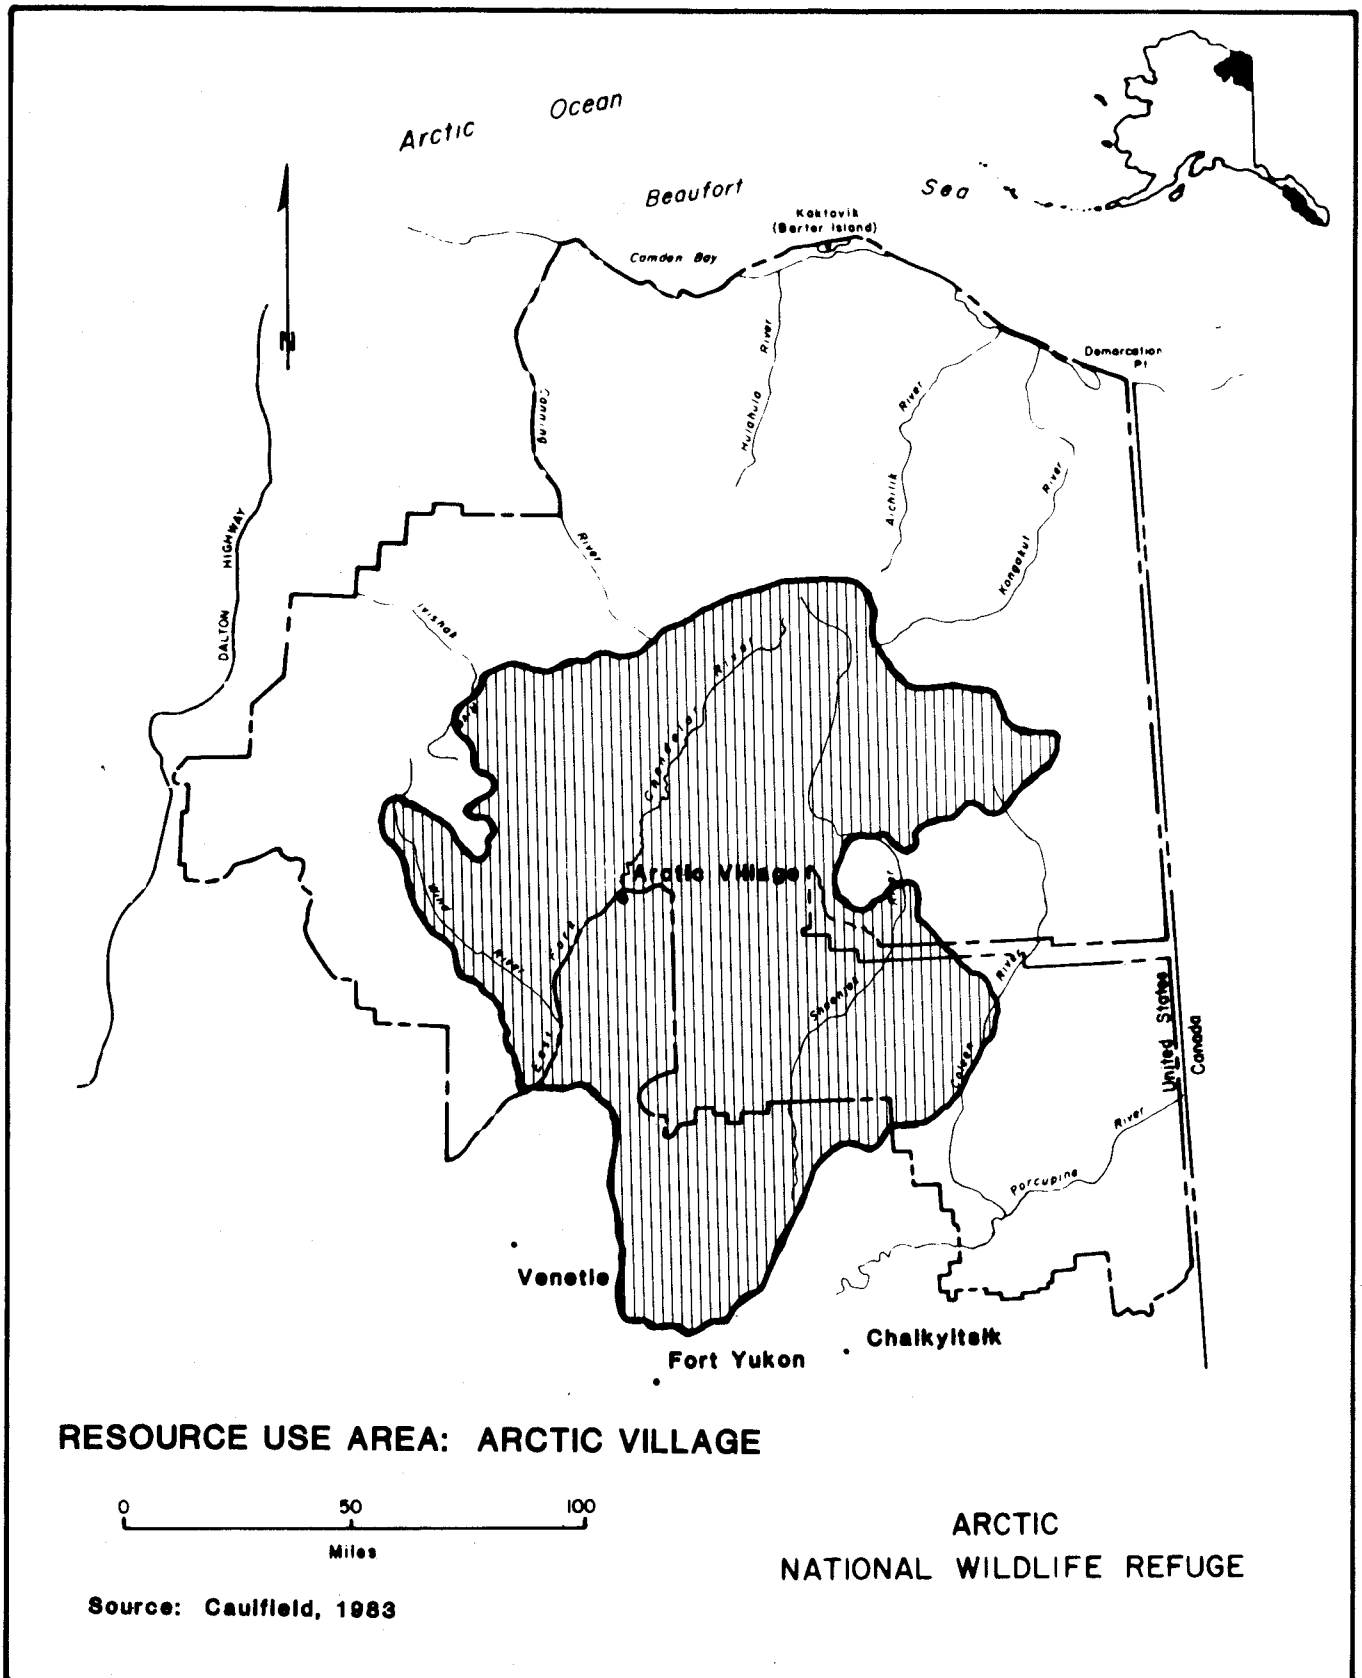 Arctic Ocean
Beaufort Sea
Kaktovik
(Barter Island)
Camden Bay
N
Demarcation
Pt
Canning
River
Hulahula River
Aichilik River
Kongakut River
DALTON HIGHWAY
Ivishak
River
East Fork Chandalar River
Wind River
Arctic Village
Sheenjek River
Coleen River
United States
Canada
Porcupine River
Venetie
Chalkyitsik
Fort Yukon
RESOURCE USE AREA: ARCTIC VILLAGE
0 50 100
Miles
ARCTIC
NATIONAL WILDLIFE REFUGE
Source: Caulfield, 1983